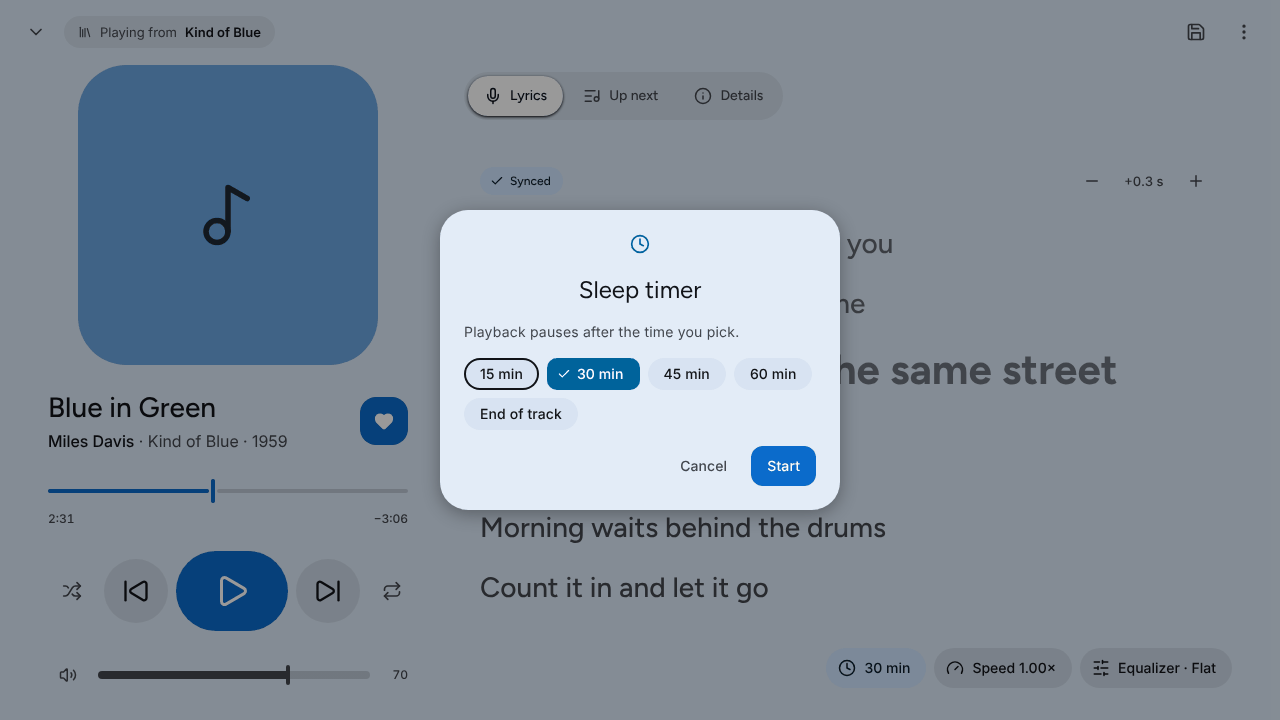 Playing from Kind of Blue
Lyrics
Up next
Details
Synced
+0.3 s
you
he same street
Sleep timer
Playback pauses after the time you pick.
15 min
30 min
45 min
60 min
End of track
Cancel
Start
Morning waits behind the drums
Count it in and let it go
Blue in Green
Miles Davis · Kind of Blue · 1959
2:31
−3:06
70
30 min
Speed 1.00×
Equalizer · Flat